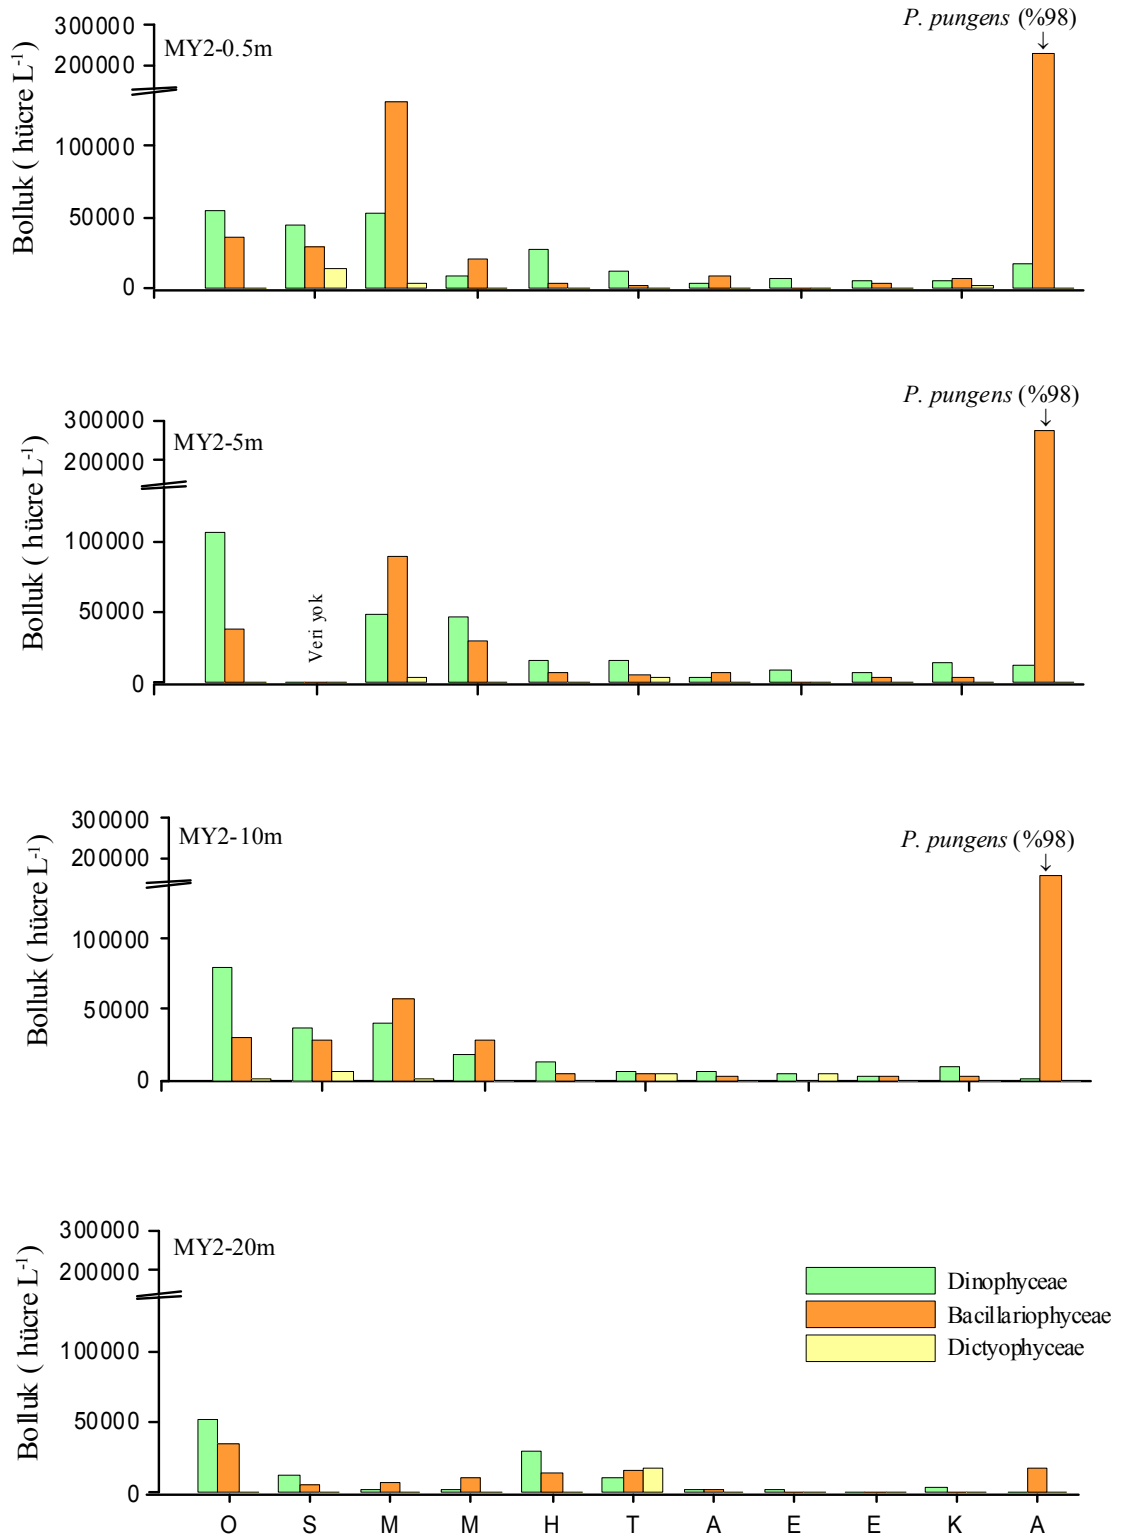 P. pungens (%98)
↓
300000
MY2-0.5m
200000
100000
50000
0
Bolluk ( hücre L-1)
P. pungens (%98)
↓
300000
MY2-5m
200000
100000
50000
0
Veri yok
Bolluk ( hücre L-1)
300000
MY2-10m
P. pungens (%98)
↓
200000
100000
50000
0
Bolluk ( hücre L-1)
300000
MY2-20m
200000
100000
50000
0
Bolluk ( hücre L-1)
Dinophyceae
Bacillariophyceae
Dictyophyceae
O S M M H T A E E K A